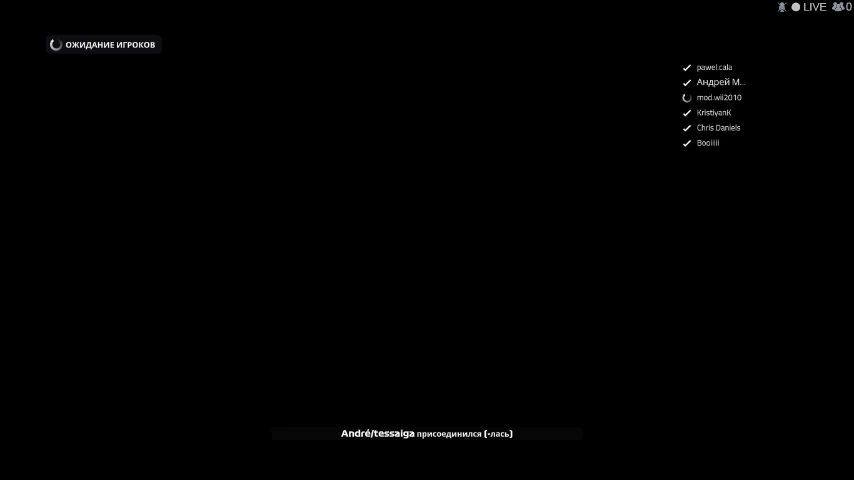 LIVE 0
ОЖИДАНИЕ ИГРОКОВ
pawel.cala
Андрей М...
mod.wii2010
KristiyanK
Chris Daniels
Booiiii
André/tessaiga присоединился (-лась)